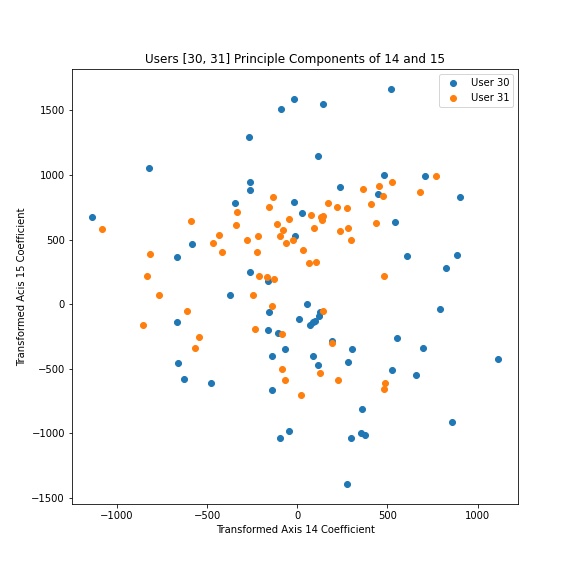 Users [30, 31] Principle Components of 14 and 15
User 30
User 31
Transformed Acis 15 Coefficient
1500
1000
500
0
−500
−1000
−1500
−1000
−500
0
500
1000
Transformed Axis 14 Coefficient